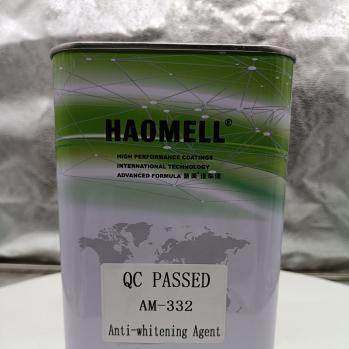 HAOMELL®
HIGH PERFORMANCE COATINGS
INTERNATIONAL TECHNOLOGY
ADVANCED FORMULA
QC PASSED
AM-332
Anti-whitening Agent